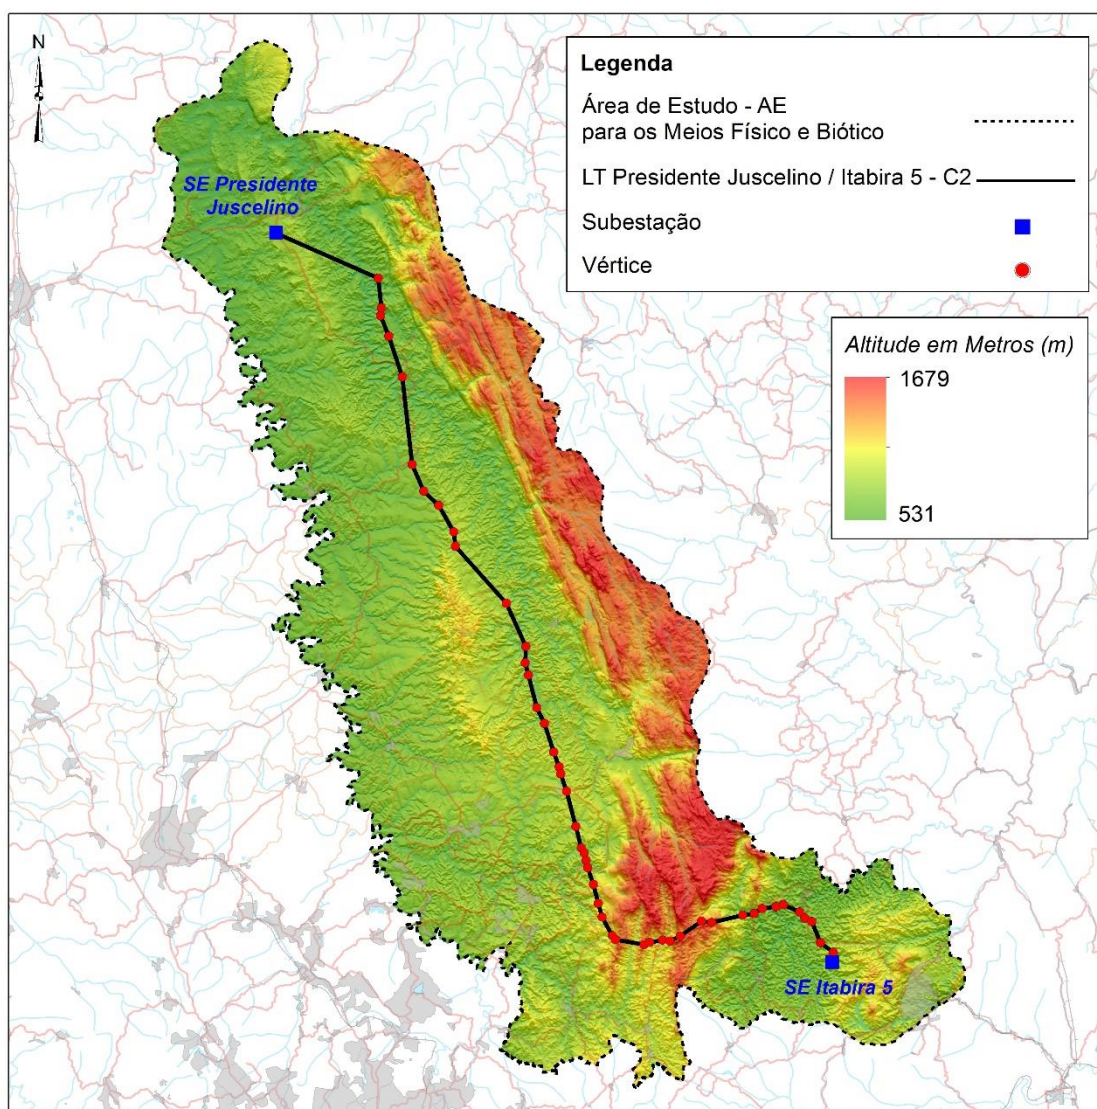 N
Legenda
Área de Estudo - AE
para os Meios Físico e Biótico
LT Presidente Juscelino / Itabira 5 - C2
Subestação
Vértice
Altitude em Metros (m)
1679
531
SE Presidente
Juscelino
SE Itabira 5